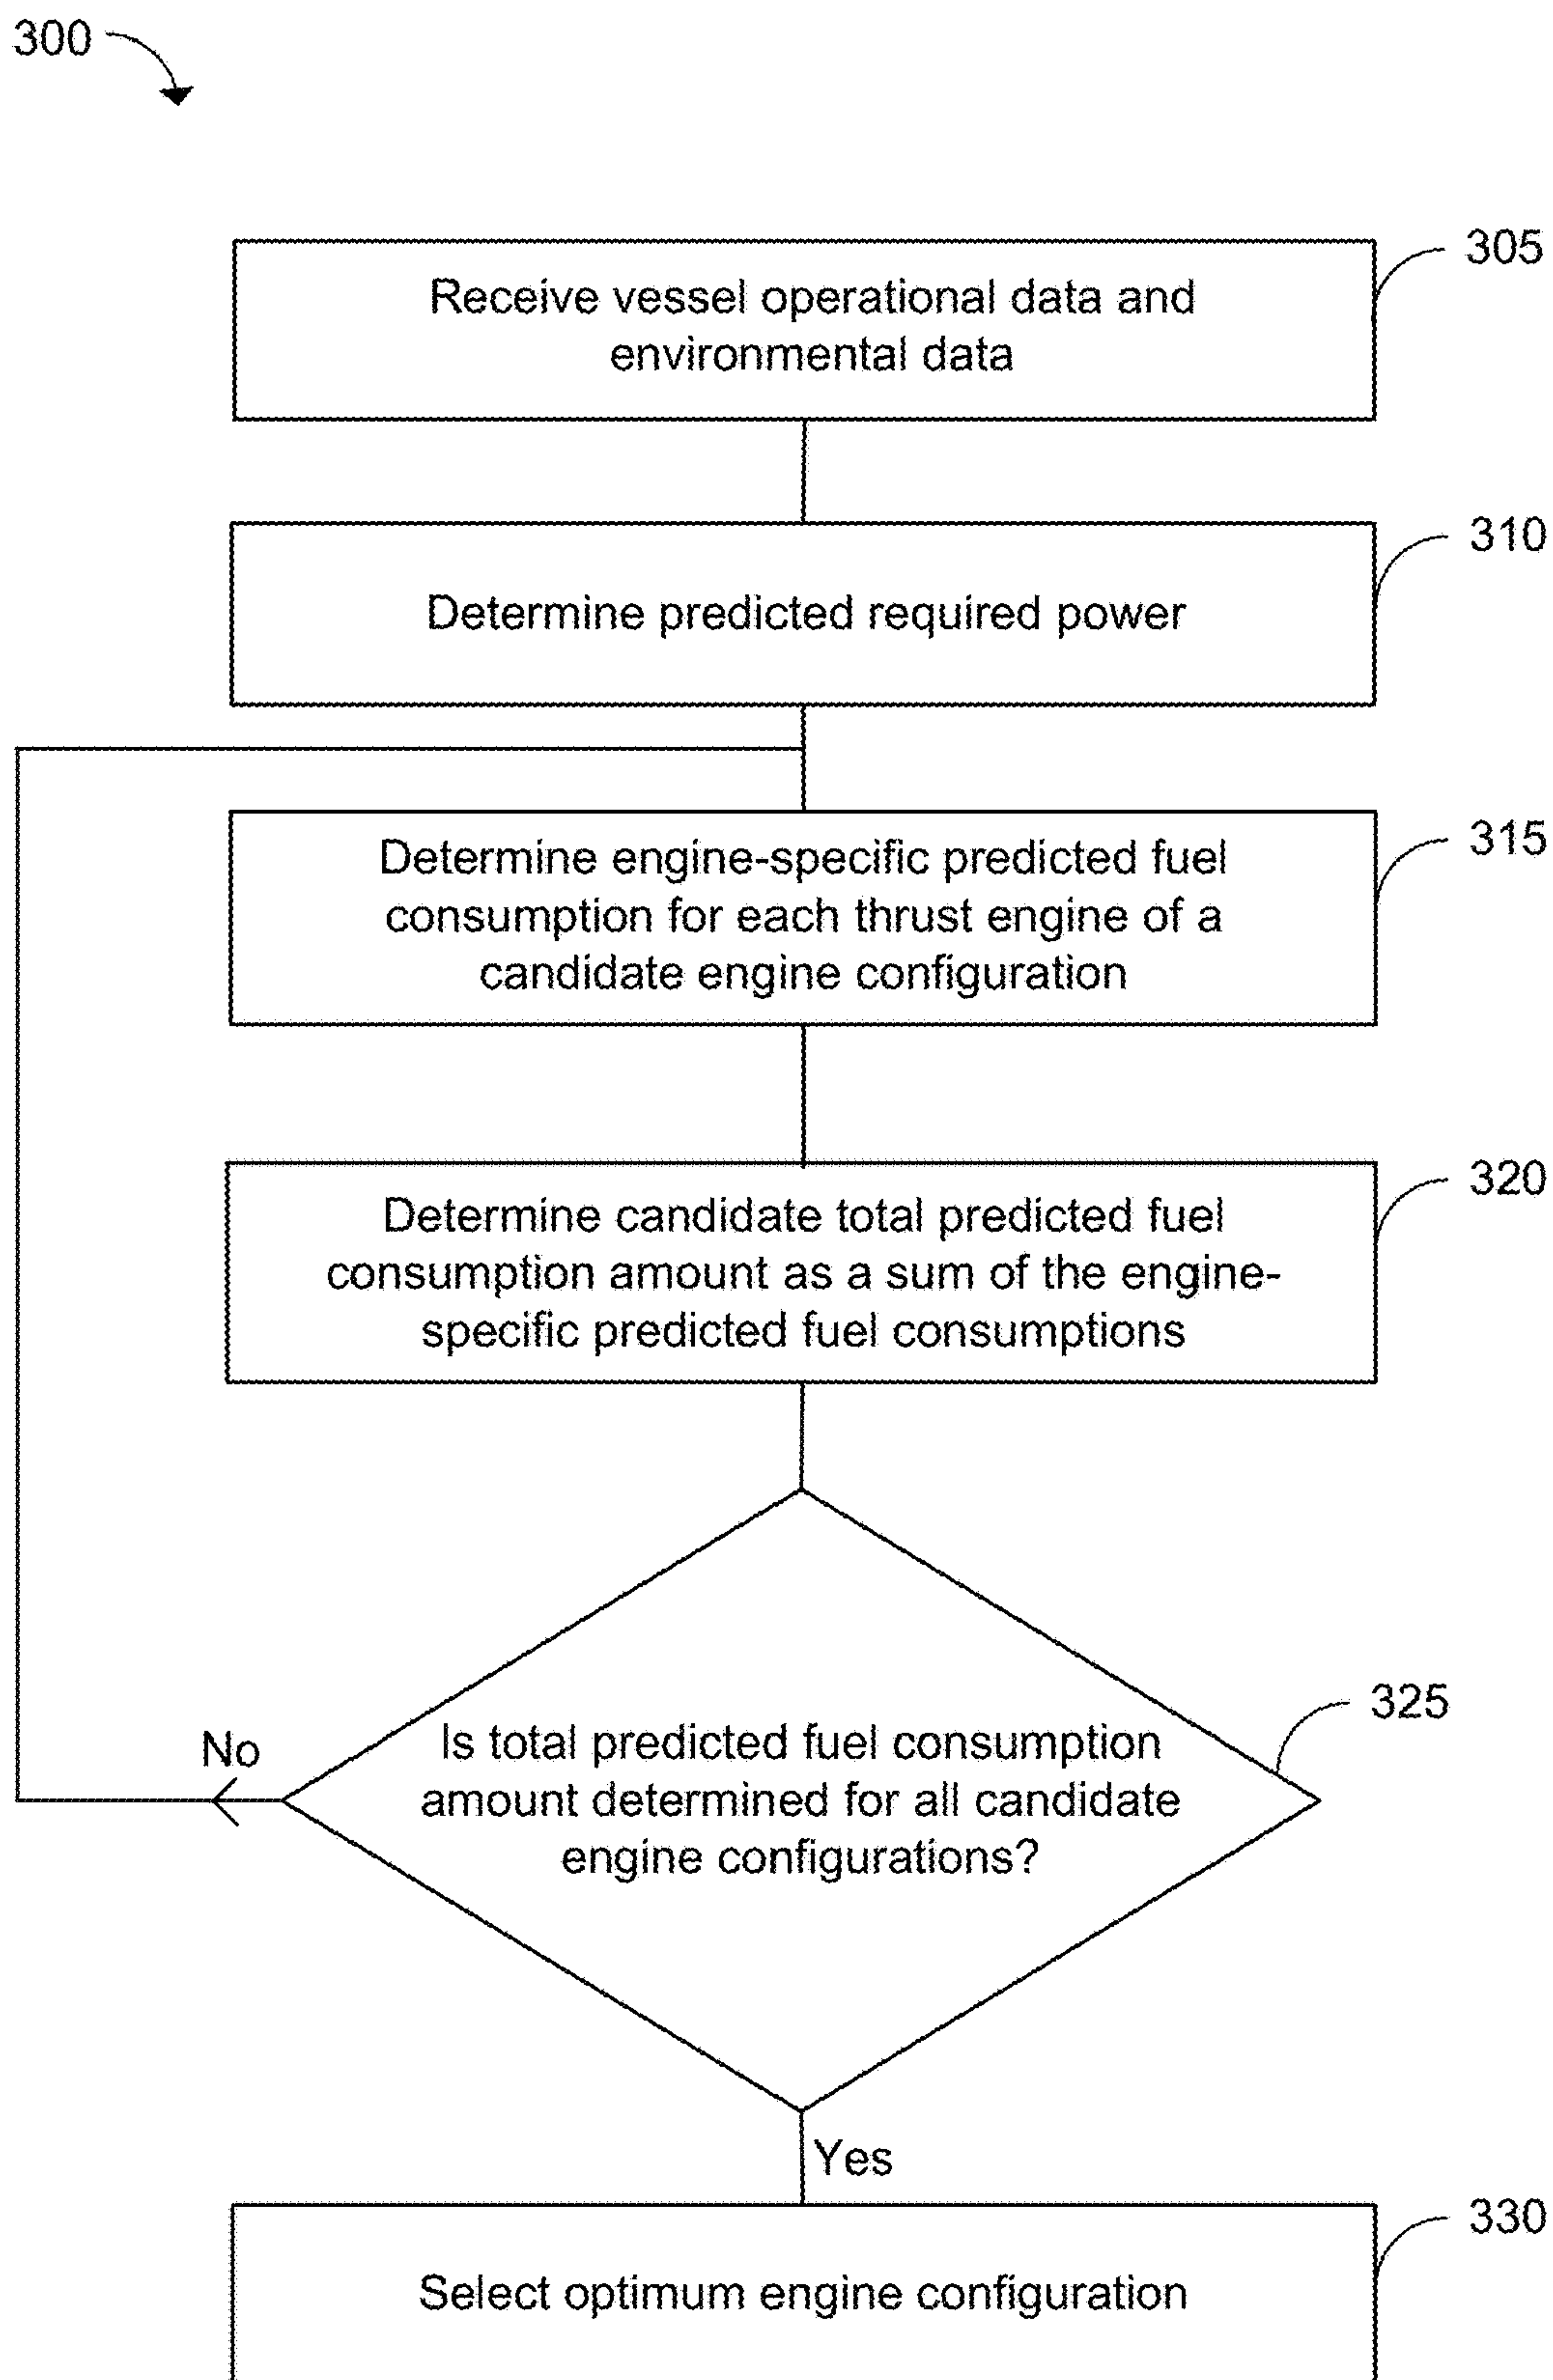 300
305
Receive vessel operational data and
environmental data
310
Determine predicted required power
315
Determine engine-specific predicted fuel
consumption for each thrust engine of a
candidate engine configuration
320
Determine candidate total predicted fuel
consumption amount as a sum of the engine-
specific predicted fuel consumptions
325
No
Is total predicted fuel consumption
amount determined for all candidate
engine configurations?
Yes
330
Select optimum engine configuration